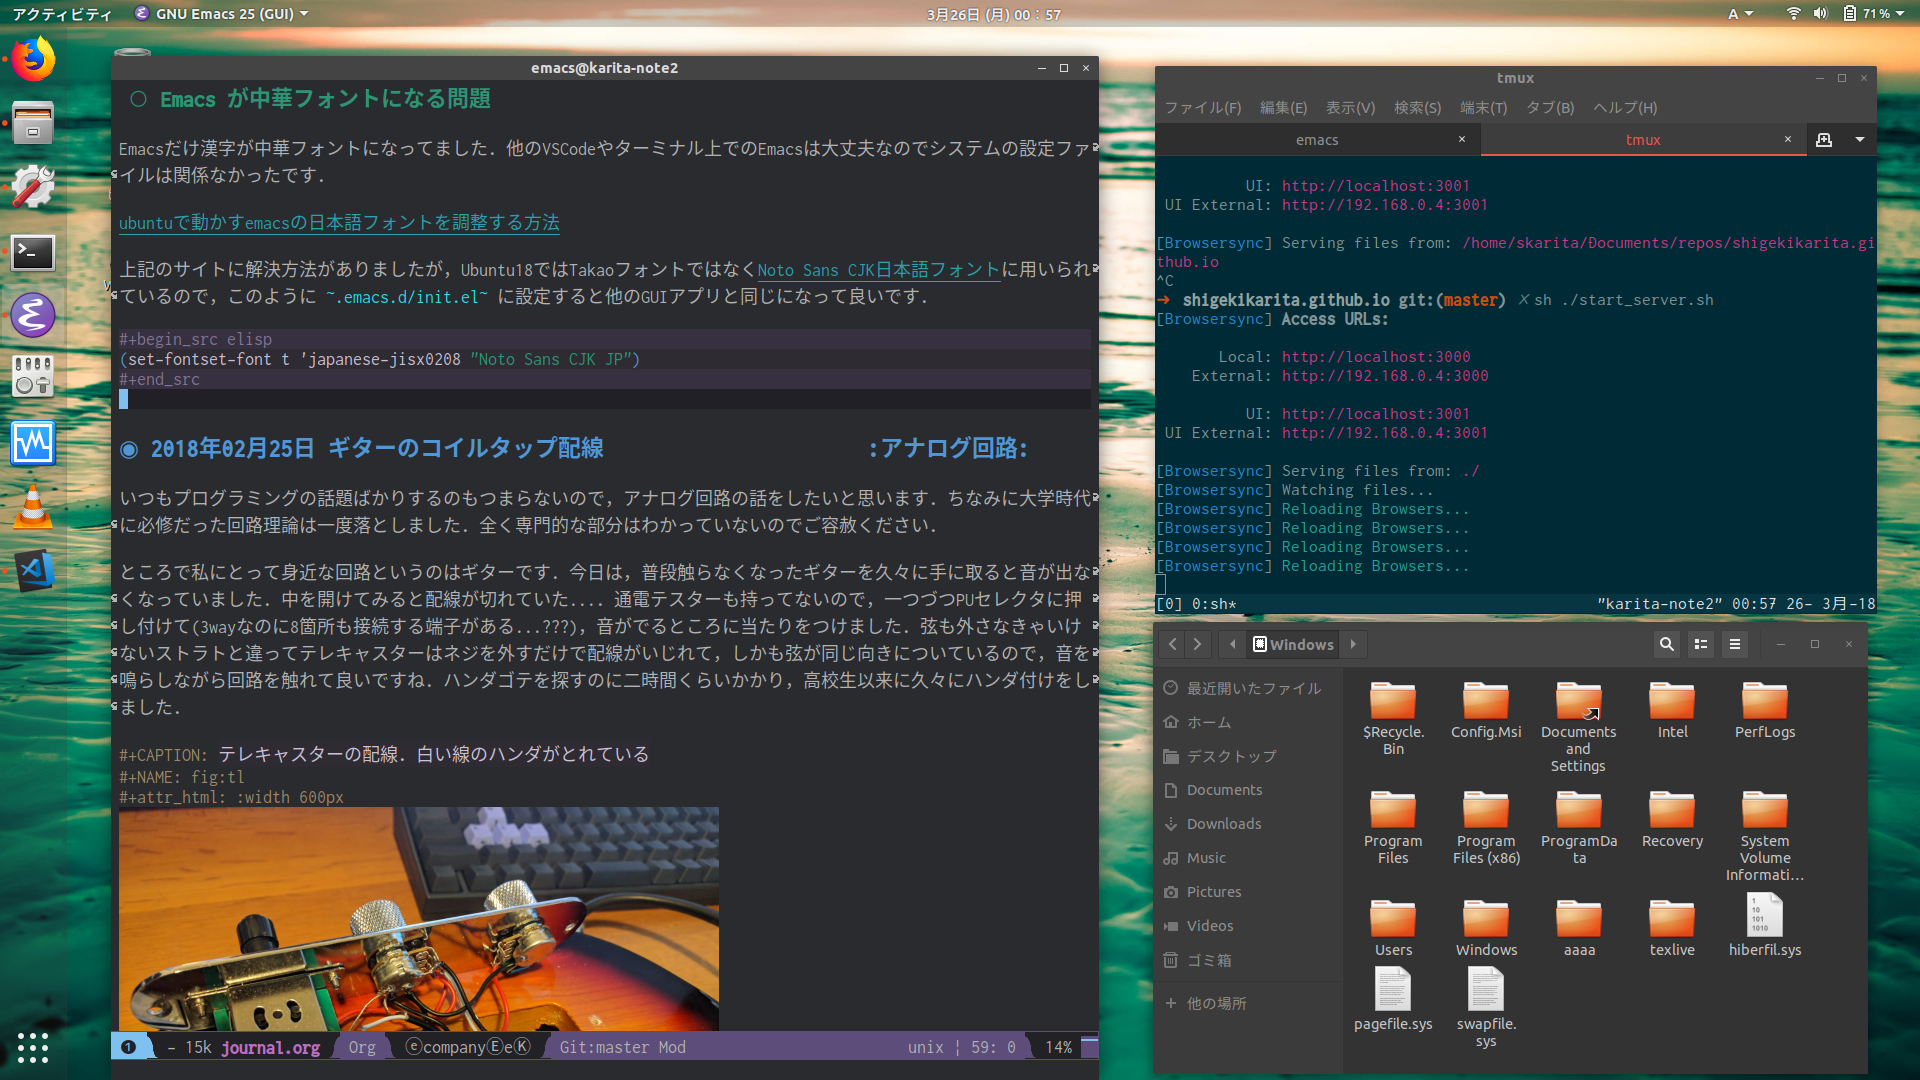 アクティビティ
GNU Emacs 25 (GUI)
3月26日 (月) 00：57
A
71 %
emacs@karita-note2
Emacs が中華フォントになる問題
Emacsだけ漢字が中華フォントになってました．他のVSCodeやターミナル上でのEmacsは大丈夫なのでシステムの設定ファ
イルは関係なかったです．
ubuntuで動かすemacsの日本語フォントを調整する方法
上記のサイトに解決方法がありましたが，Ubuntu18ではTakaoフォントではなくNoto Sans CJK日本語フォントに用いられ
ているので，このように ~.emacs.d/init.el~ に設定すると他のGUIアプリと同じになって良いです．
#+begin_src elisp
(set-fontset-font t 'japanese-jisx0208 "Noto Sans CJK JP")
#+end_src
◉ 2018年02月25日 ギターのコイルタップ配線 :アナログ回路:
いつもプログラミングの話題ばかりするのもつまらないので，アナログ回路の話をしたいと思います．ちなみに大学時代
に必修だった回路理論は一度落としました．全く専門的な部分はわかっていないのでご容赦ください．
ところで私にとって身近な回路というのはギターです．今日は，普段触らなくなったギターを久々に手に取ると音が出な
くなっていました．中を開けてみると配線が切れていた.... 通電テスターも持ってないので，一つづつPUセレクタに押
し付けて(3wayなのに8箇所も接続する端子がある...???)，音がでるところに当たりをつけました．弦も外さなきゃいけ
ないストラトと違ってテレキャスターはネジを外すだけで配線がいじれて，しかも弦が同じ向きについているので，音を
鳴らしながら回路を触れて良いですね．ハンダゴテを探すのに二時間くらいかかり，高校生以来に久々にハンダ付けをし
ました．
#+CAPTION: テレキャスターの配線．白い線のハンダがとれている
#+NAME: fig:tl
#+attr_html: :width 600px
❶ - 15k journal.org Org ⓔcompanyⒺeⓀ Git:master Mod unix ¦ 59: 0 14%
tmux
ファイル(F) 編集(E) 表示(V) 検索(S) 端末(T) タブ(B) ヘルプ(H)
emacs × tmux ×
UI: http://localhost:3001
UI External: http://192.168.0.4:3001
[Browsersync] Serving files from: /home/skarita/Documents/repos/shigekikarita.gi
thub.io
^C
➜ shigekikarita.github.io git:(master) ✗ sh ./start_server.sh
[Browsersync] Access URLs:
Local: http://localhost:3000
External: http://192.168.0.4:3000
UI: http://localhost:3001
UI External: http://192.168.0.4:3001
[Browsersync] Serving files from: ./
[Browsersync] Watching files...
[Browsersync] Reloading Browsers...
[Browsersync] Reloading Browsers...
[Browsersync] Reloading Browsers...
[Browsersync] Reloading Browsers...
[0] 0:sh* "karita-note2" 00:57 26- 3月-18
Windows
最近開いたファイル
ホーム
デスクトップ
Documents
Downloads
Music
Pictures
Videos
ゴミ箱
+ 他の場所
$Recycle.
Bin
Config.Msi
Documents
and
Settings
Intel
PerfLogs
Program
Files
Program
Files (x86)
ProgramDa
ta
Recovery
System
Volume
Informati…
Users
Windows
aaaa
texlive
hiberfil.sys
pagefile.sys
swapfile.
sys